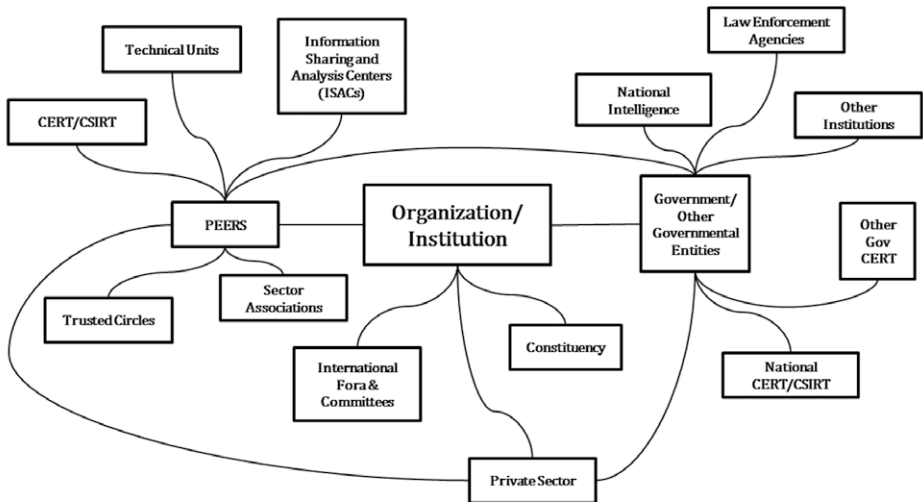 Law Enforcement
Agencies
Technical Units
Information
Sharing and
Analysis Centers
(ISACs)
National
Intelligence
Other
Institutions
CERT/CSIRT
PEERS
Organization/
Institution
Government/
Other
Governmental
Entities
Other
Gov
CERT
Trusted Circles
Sector
Associations
International
Fora &
Committees
Constituency
National
CERT/CSIRT
Private Sector